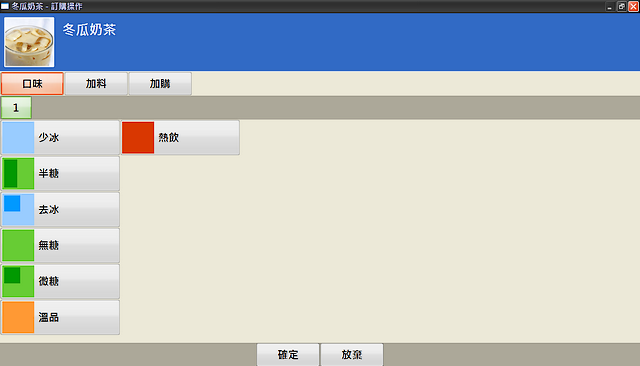 冬瓜奶茶 - 訂購操作
冬瓜奶茶
口味 加料 加購
1
少冰 熱飲
半糖
去冰
無糖
微糖
溫品
確定 放棄